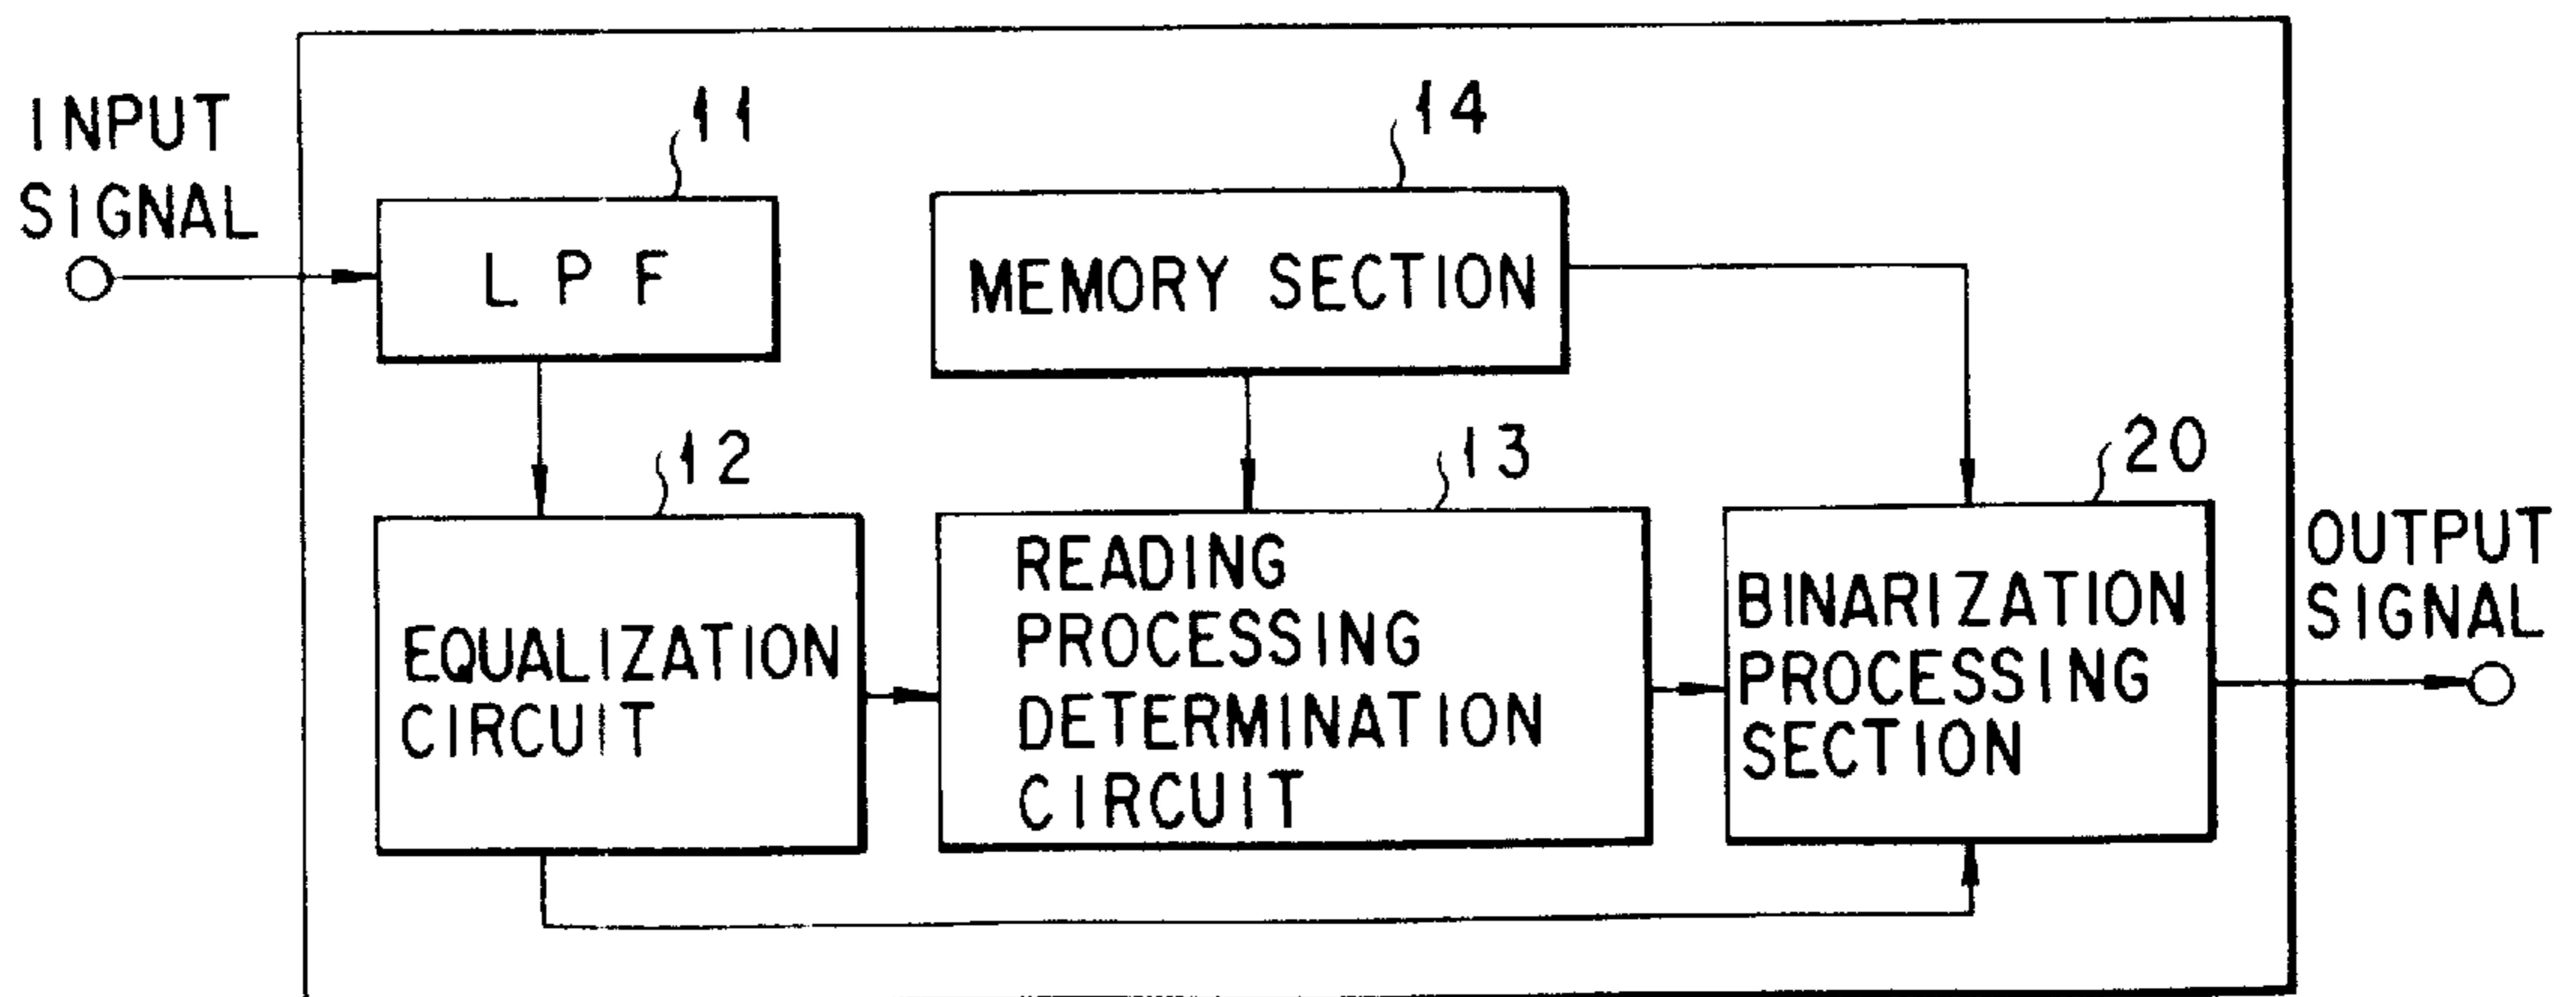 INPUT
SIGNAL
11
LPF
14
MEMORY SECTION
12
EQUALIZATION
CIRCUIT
13
READING
PROCESSING
DETERMINATION
CIRCUIT
20
BINARIZATION
PROCESSING
SECTION
OUTPUT
SIGNAL